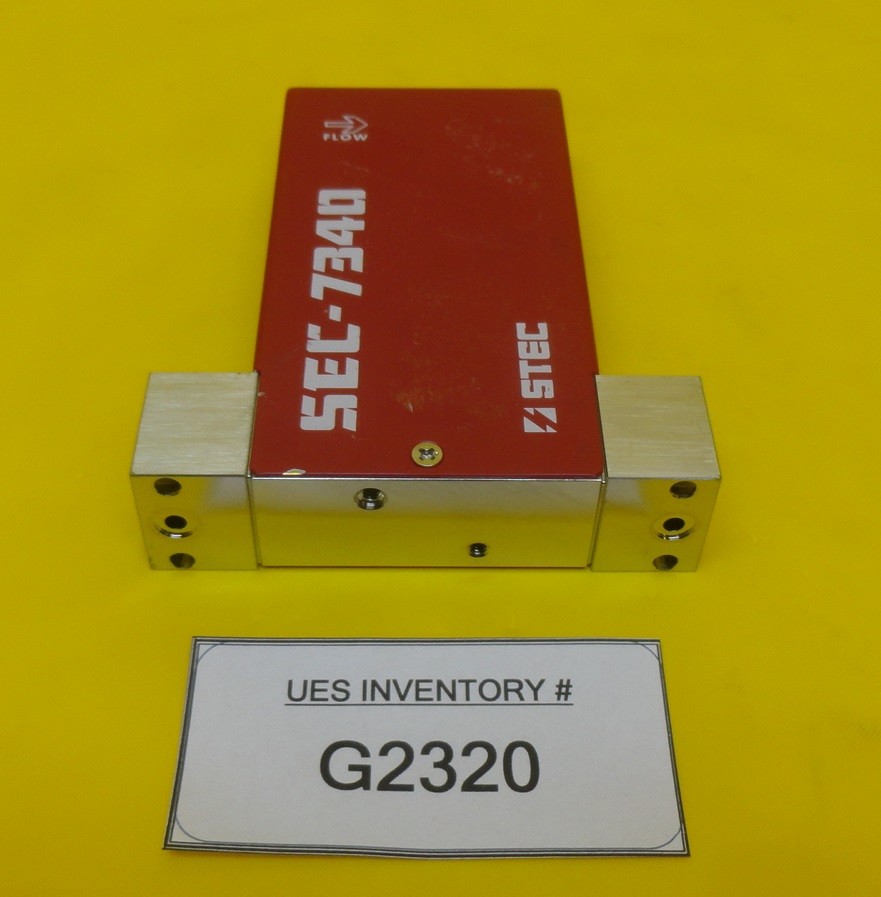 FLOW
SEC-7340
STEC
UES INVENTORY #
G2320